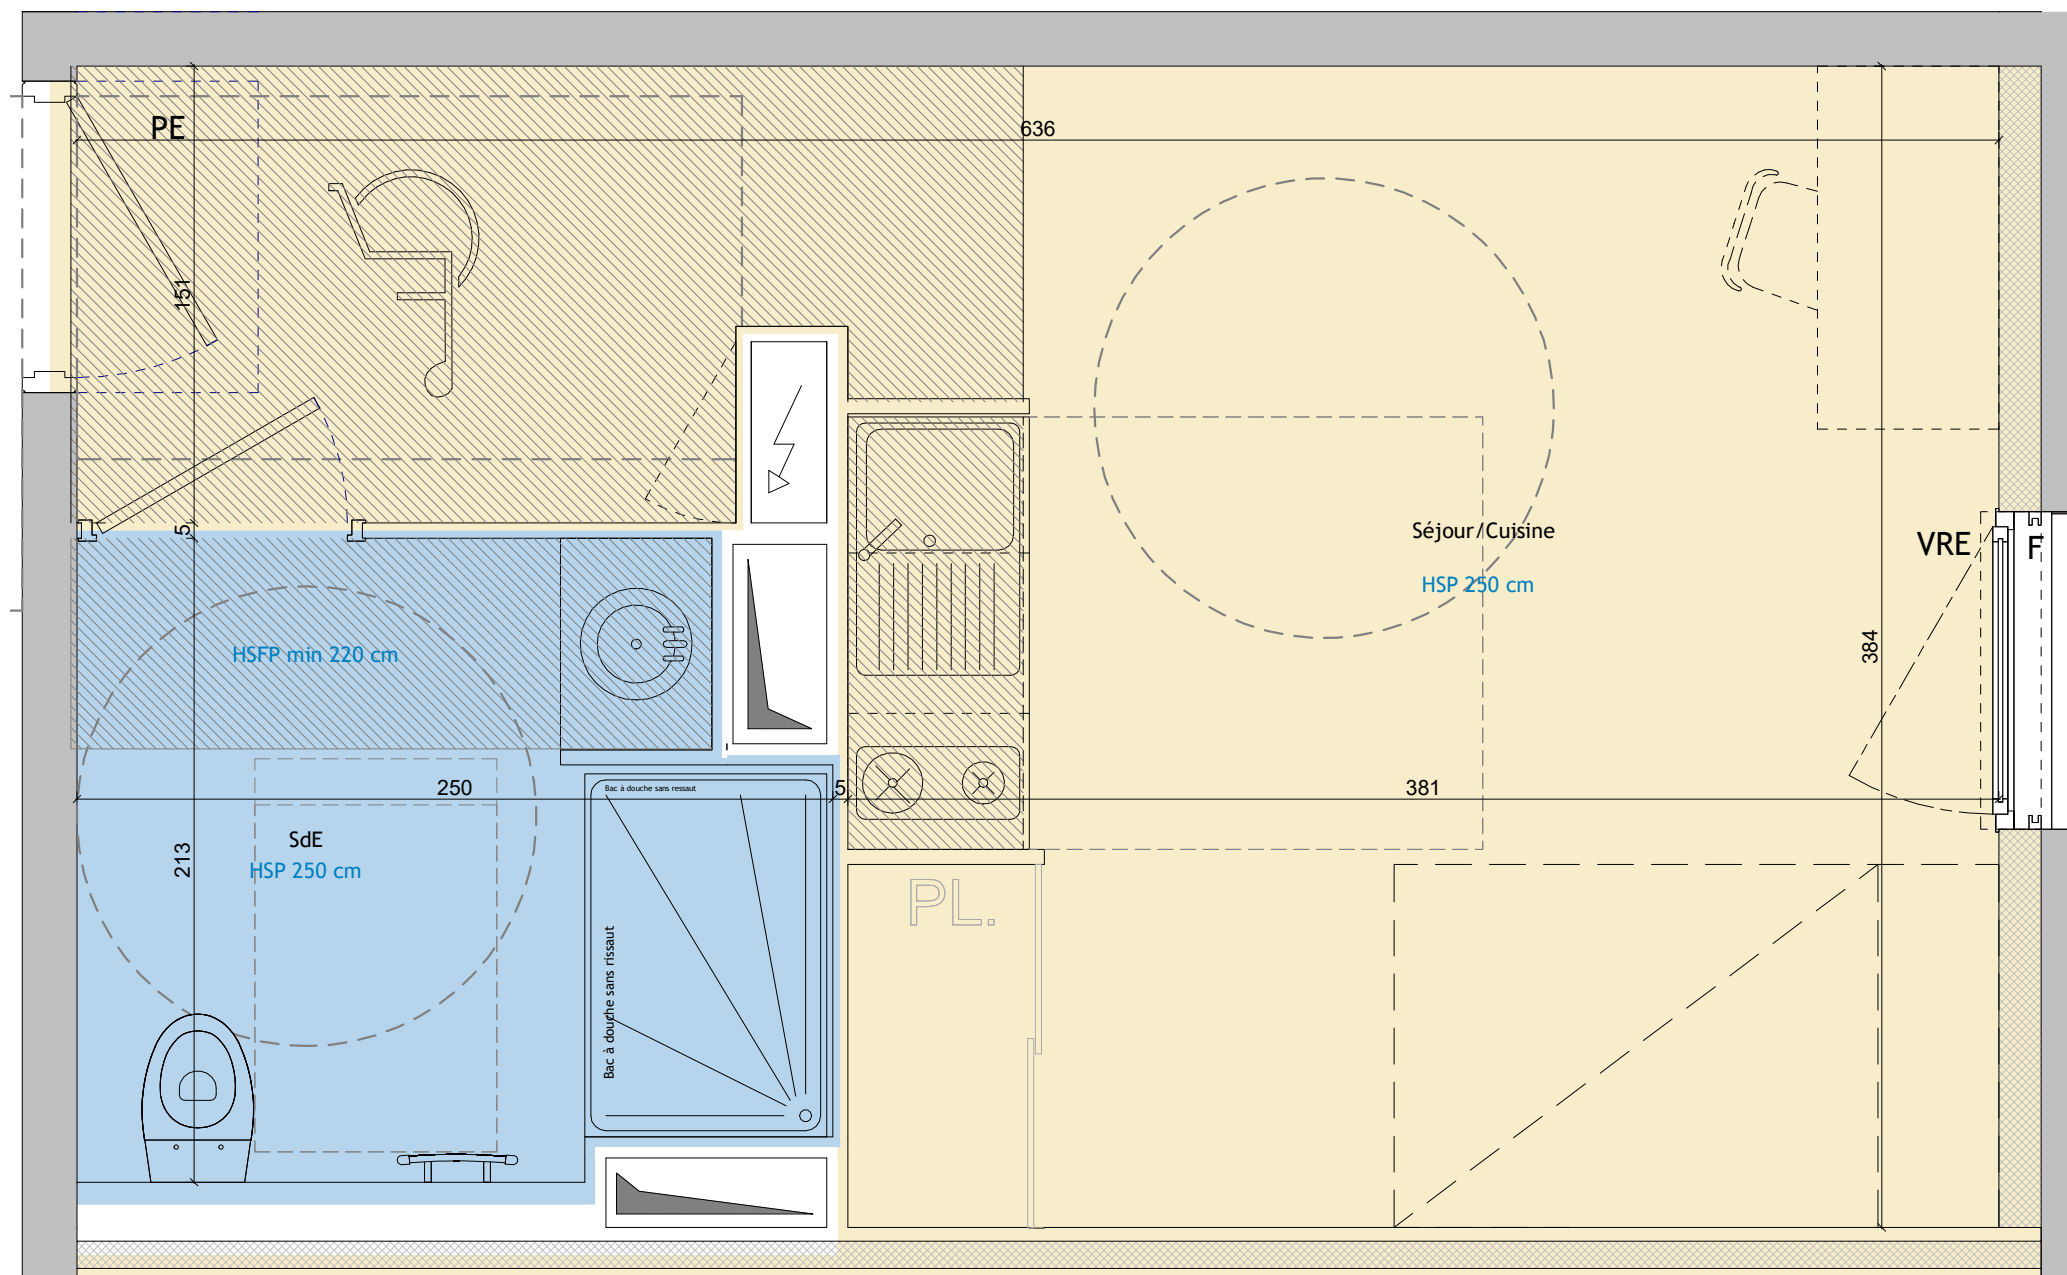 PE
636
151
5
Séjour/Cuisine
HSP 250 cm
VRE
F
384
HSFP min 220 cm
250
Bac à douche sans ressaut
5
381
SdE
HSP 250 cm
213
Bac à douche sans rissaut
PL.